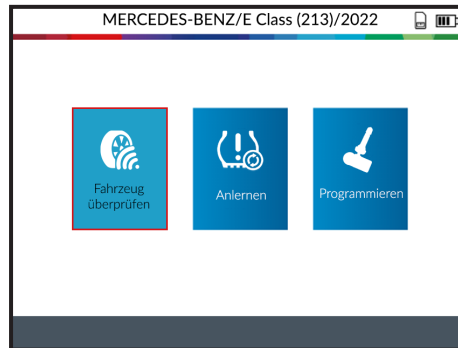 MERCEDES-BENZ/E Class (213)/2022
Fahrzeug
überprüfen
Anlernen
Programmieren